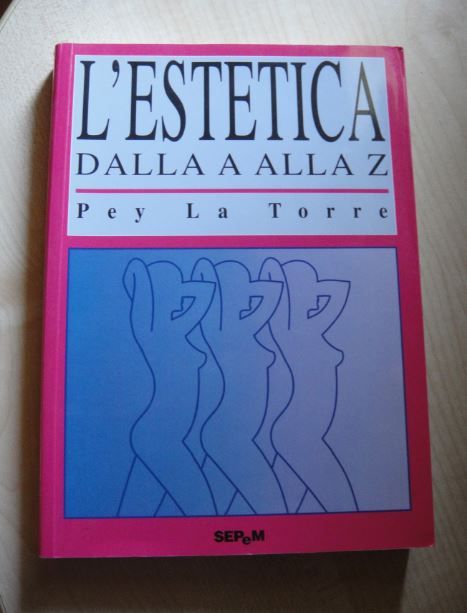 L'ESTETICA
DALLA A ALLA Z
Pey La Torre
SEPeM